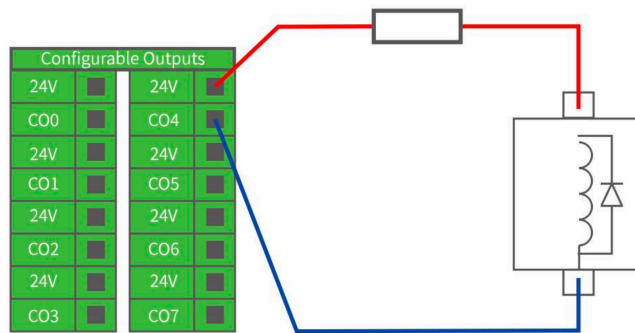 Configurable Outputs
24V 24V
CO0 CO4
24V 24V
CO1 CO5
24V 24V
CO2 CO6
24V 24V
CO3 CO7